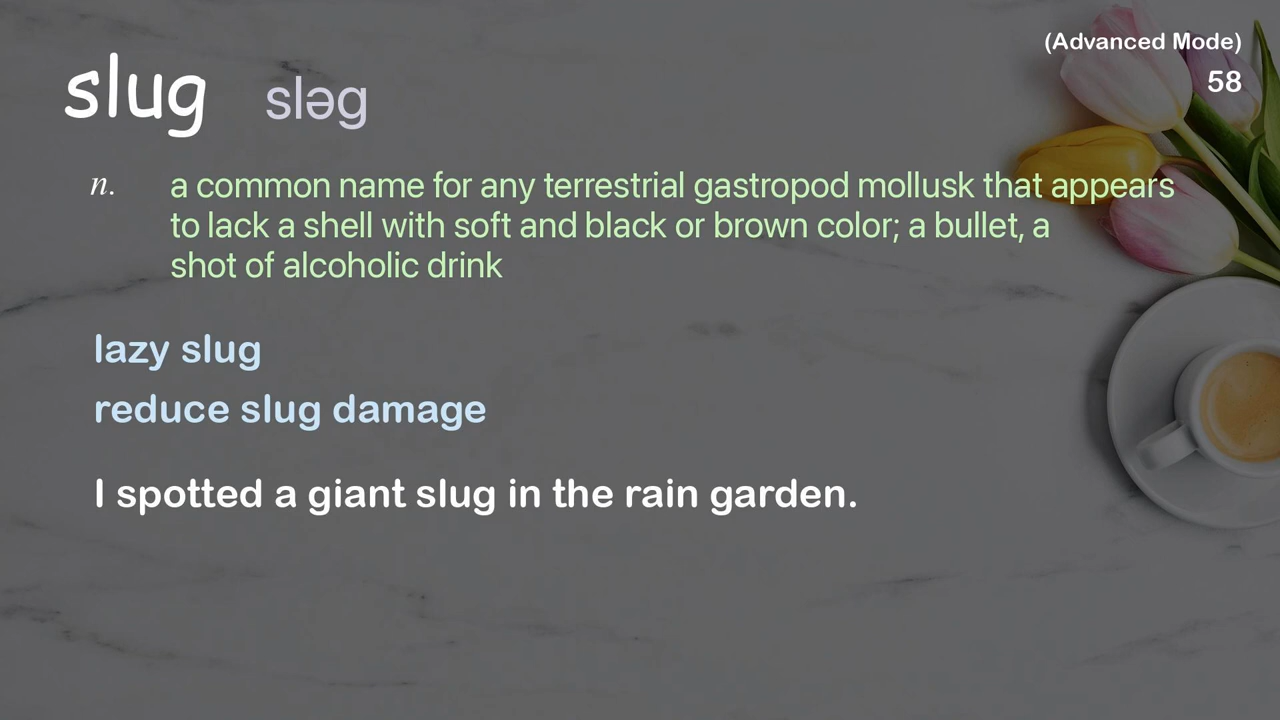 (Advanced Mode)
58
slug sləg
n. a common name for any terrestrial gastropod mollusk that appears
to lack a shell with soft and black or brown color; a bullet, a
shot of alcoholic drink
lazy slug
reduce slug damage
I spotted a giant slug in the rain garden.